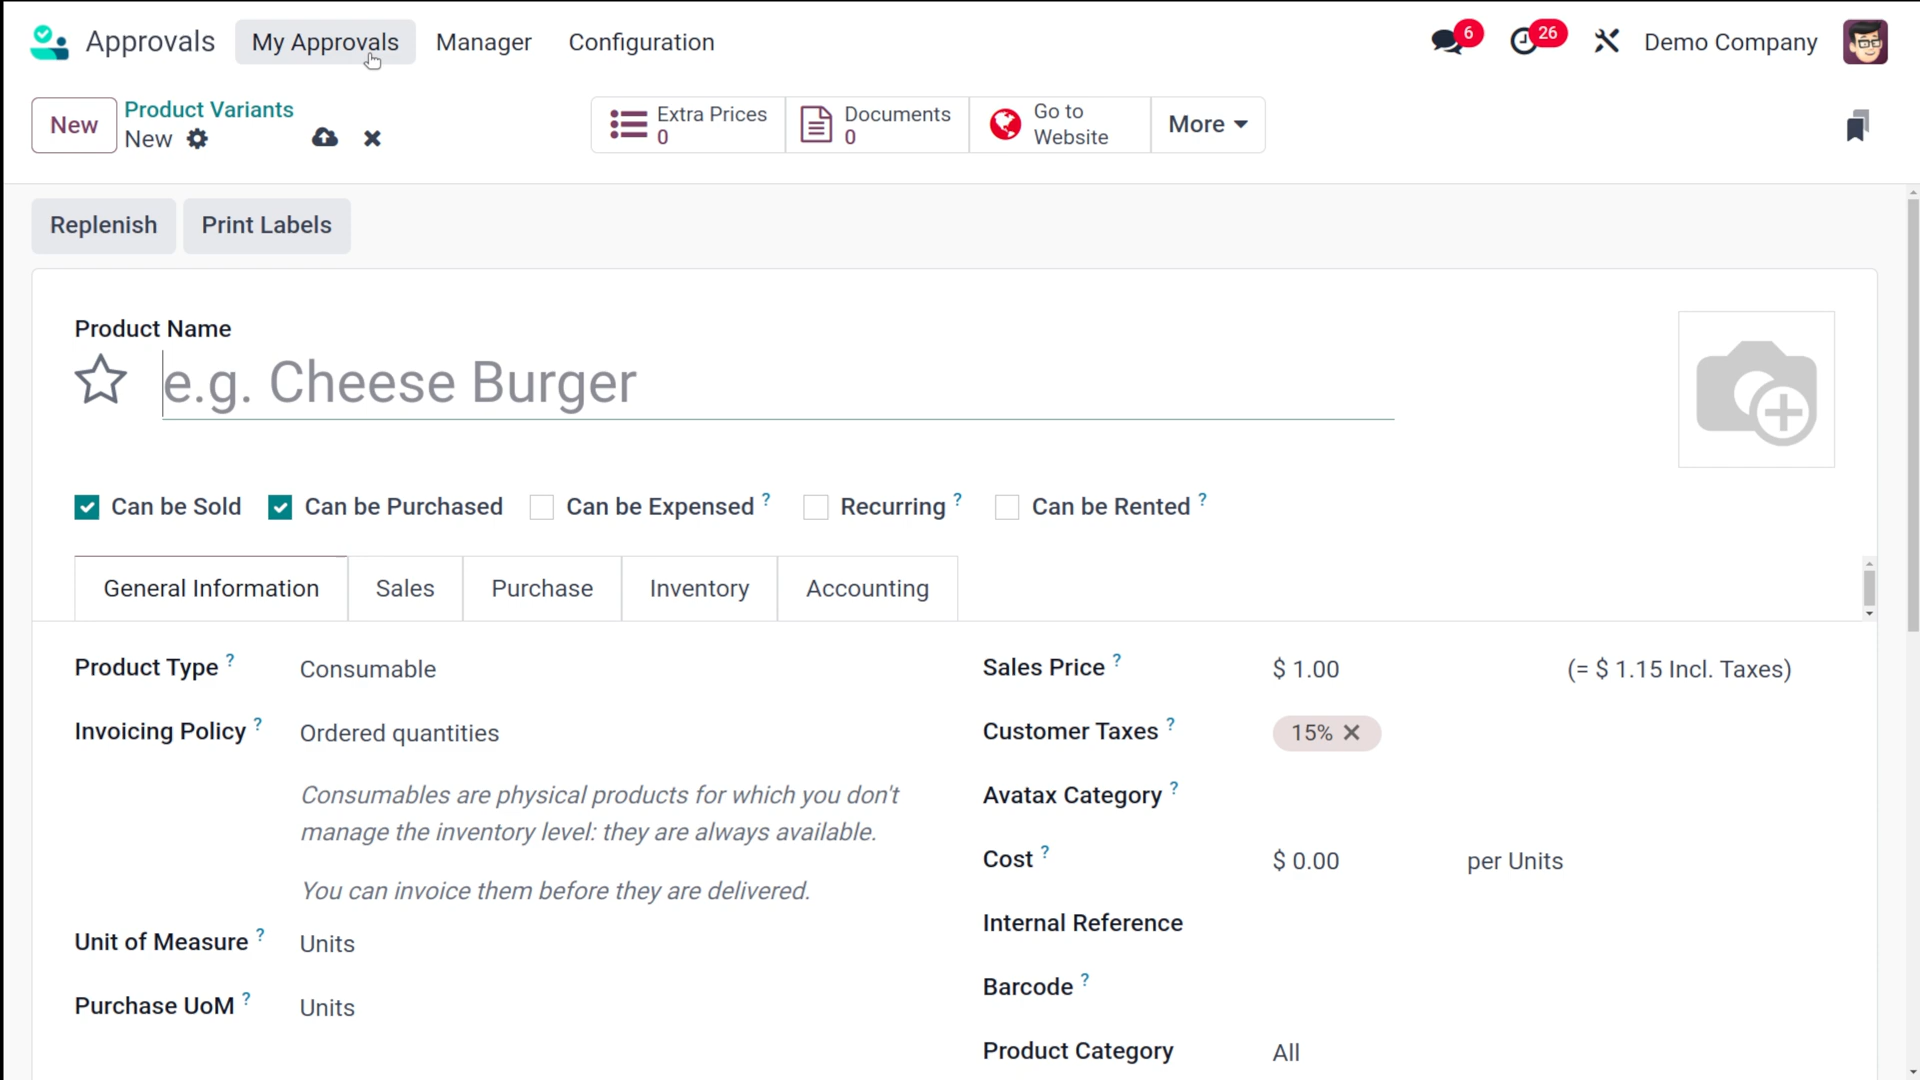 Approvals My Approvals Manager Configuration 6 26 Demo Company
New Product Variants
New
Extra Prices
0
Documents
0
Go to
Website
More
Replenish Print Labels
Product Name
e.g. Cheese Burger
Can be Sold Can be Purchased Can be Expensed ? Recurring ? Can be Rented ?
General Information Sales Purchase Inventory Accounting
Product Type ? Consumable
Invoicing Policy ? Ordered quantities
Consumables are physical products for which you don't
manage the inventory level: they are always available.
You can invoice them before they are delivered.
Unit of Measure ? Units
Purchase UoM ? Units
Sales Price ? $ 1.00 (= $ 1.15 Incl. Taxes)
Customer Taxes ? 15%
Avatax Category ?
Cost ? $ 0.00 per Units
Internal Reference
Barcode ?
Product Category All